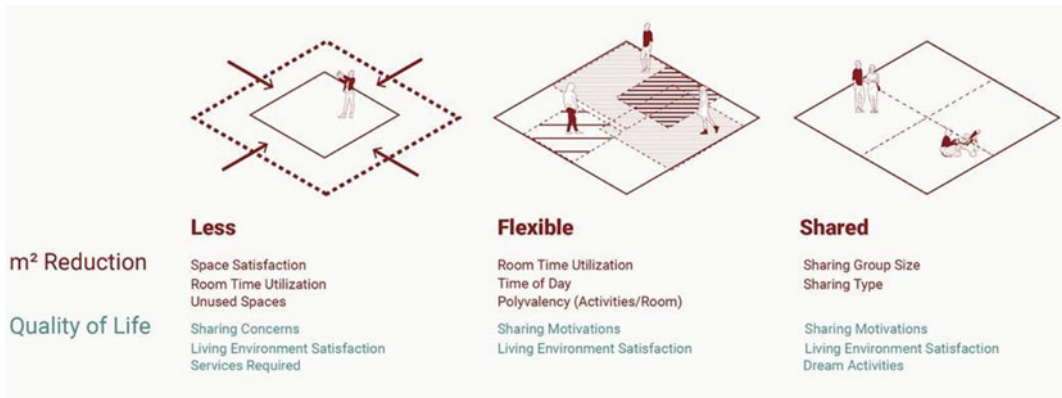 Less
Flexible
Shared
m² Reduction
Space Satisfaction
Room Time Utilization
Unused Spaces
Room Time Utilization
Time of Day
Polyvalency (Activities/Room)
Sharing Group Size
Sharing Type
Quality of Life
Sharing Concerns
Living Environment Satisfaction
Services Required
Sharing Motivations
Living Environment Satisfaction
Sharing Motivations
Living Environment Satisfaction
Dream Activities